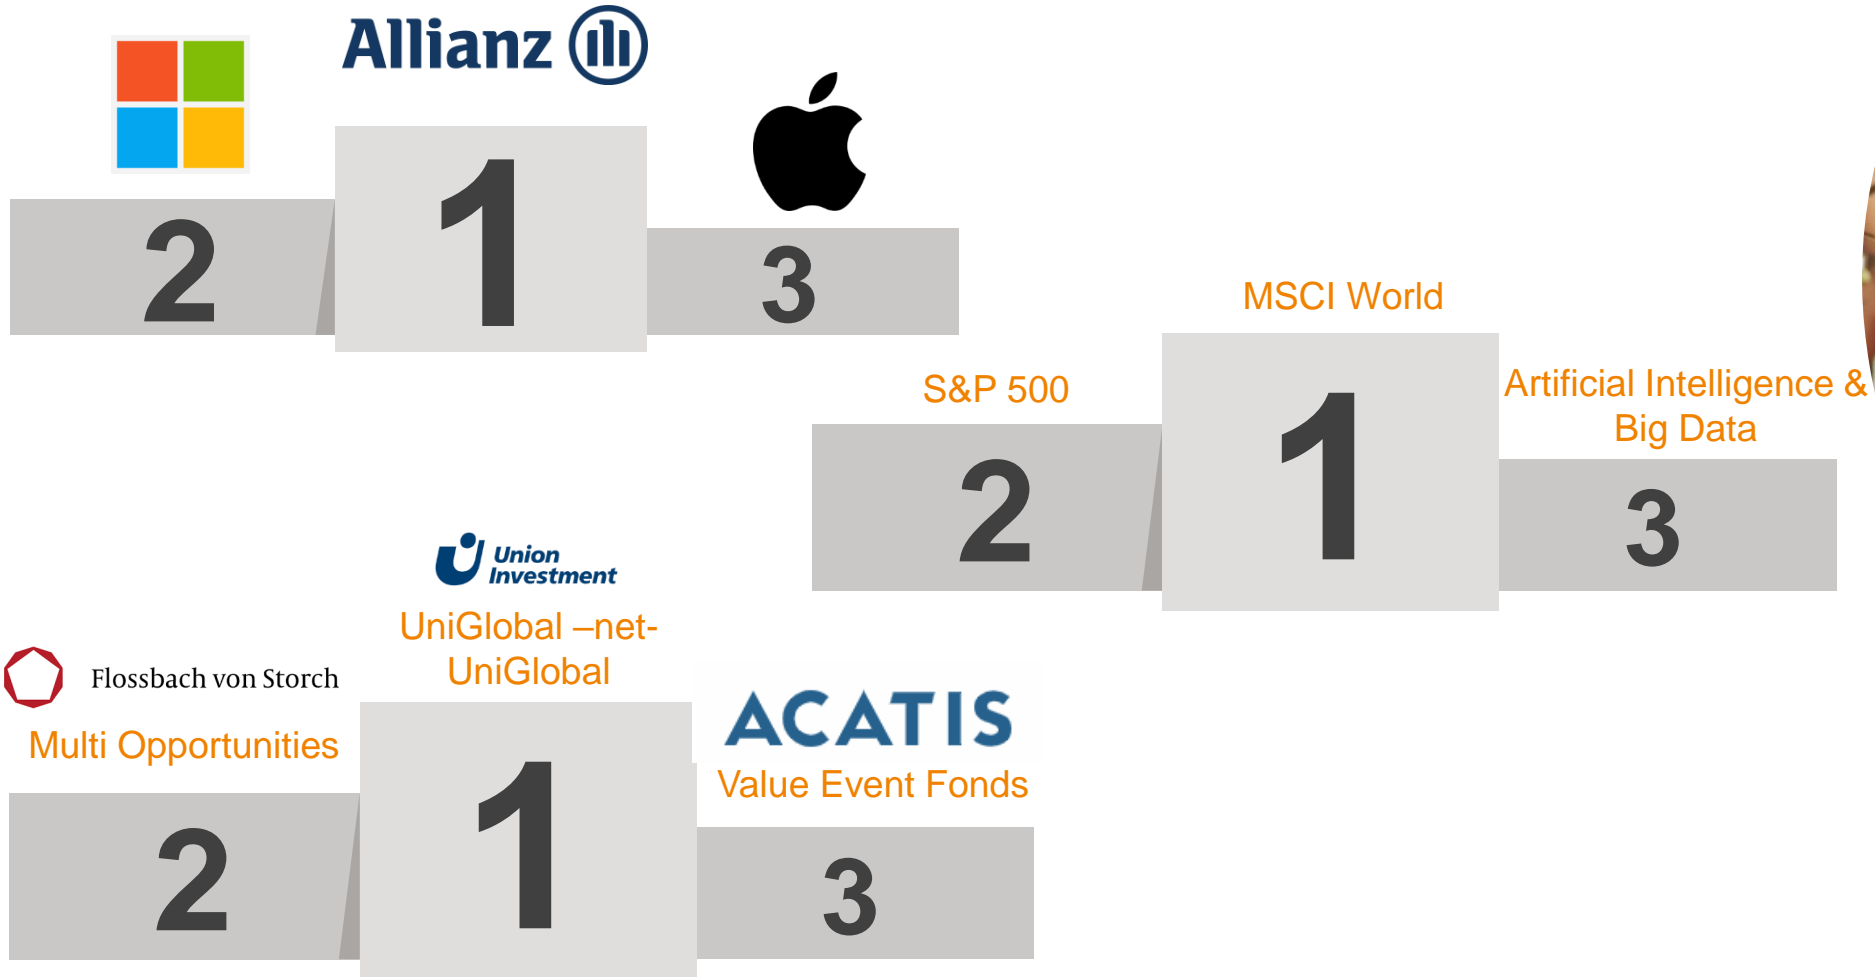 Allianz
2
1
3
MSCI World
S&P 500
Artificial Intelligence &
Big Data
2
1
3
Union
Investment
UniGlobal –net-
UniGlobal
Flossbach von Storch
Multi Opportunities
ACATIS
Value Event Fonds
2
1
3